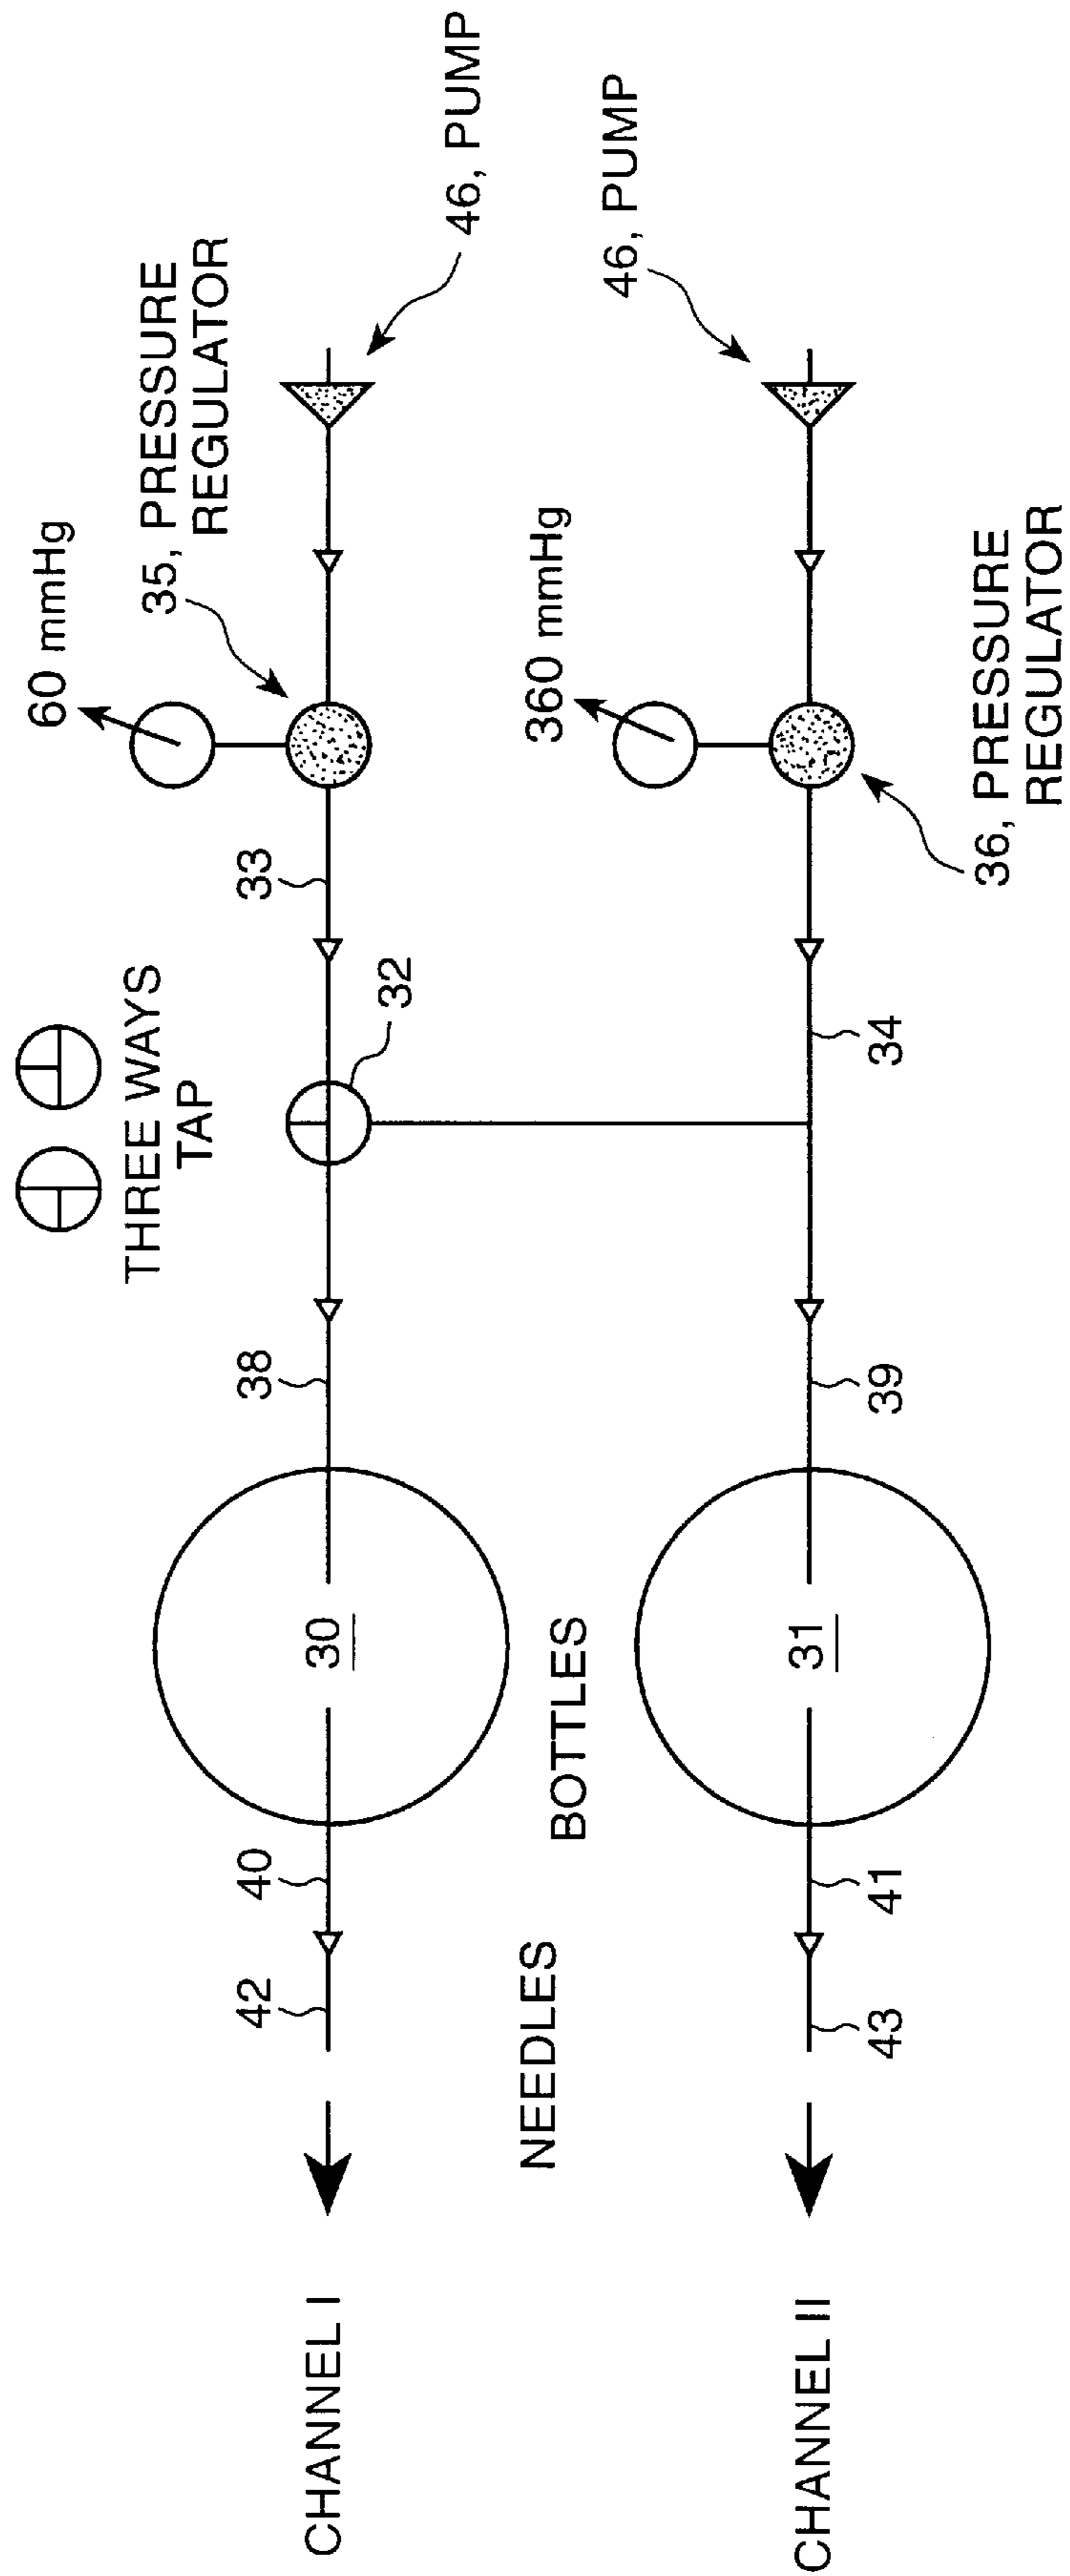 THREE WAYS
TAP
60 mmHg
35, PRESSURE
REGULATOR
46, PUMP
33
32
38
30
40
42
CHANNEL I
NEEDLES
BOTTLES
360 mmHg
46, PUMP
34
39
31
41
43
CHANNEL II
36, PRESSURE
REGULATOR